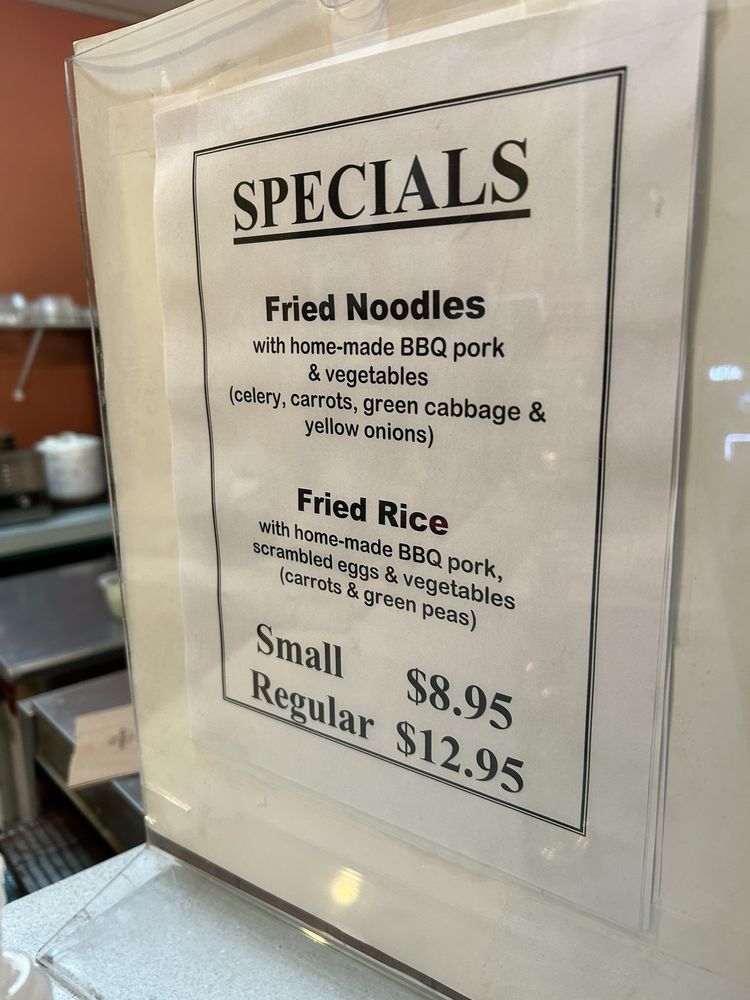 SPECIALS
Fried Noodles
with home-made BBQ pork
& vegetables
(celery, carrots, green cabbage &
yellow onions)
Fried Rice
with home-made BBQ pork,
scrambled eggs & vegetables
(carrots & green peas)
Small $8.95
Regular $12.95